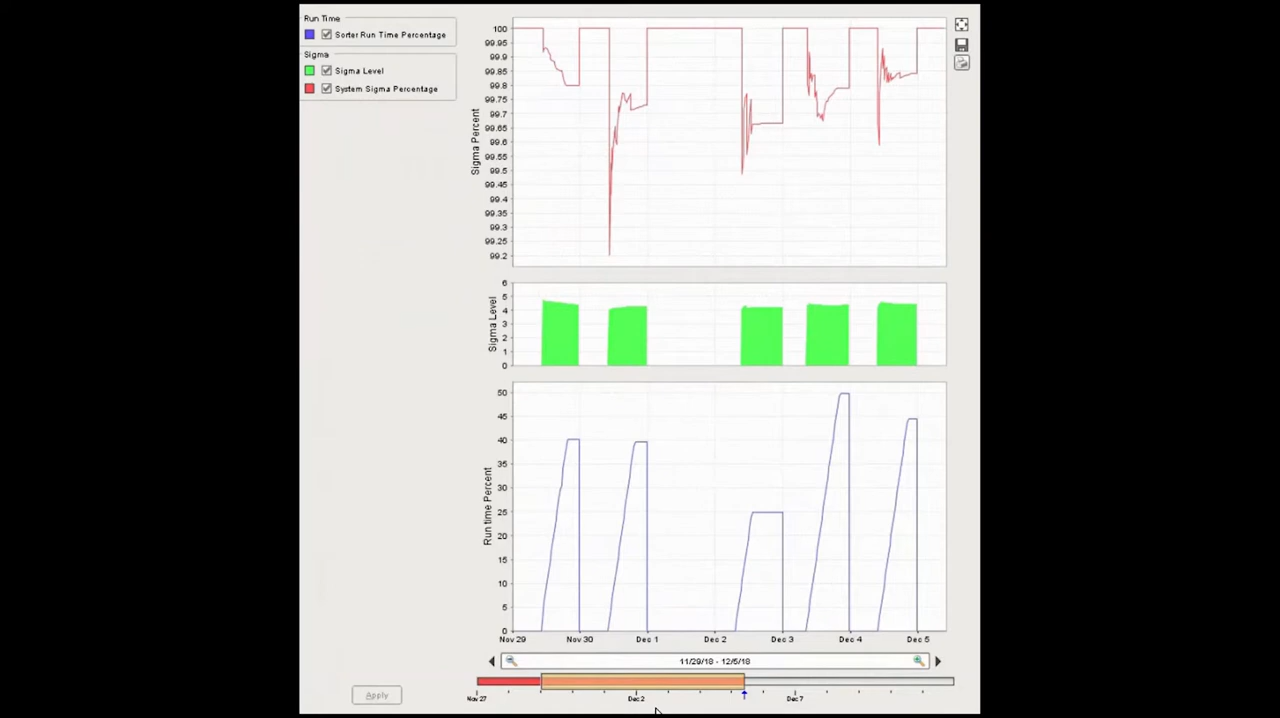 Run Time
Sorter Run Time Percentage
Sigma
Sigma Level
System Sigma Percentage
Sigma Percent
100
99.95
99.9
99.85
99.8
99.75
99.7
99.65
99.6
99.55
99.5
99.45
99.4
99.35
99.3
99.25
99.2
Sigma Level
6
5
4
3
2
1
0
Run time Percent
50
45
40
35
30
25
20
15
10
5
0
Nov 29 Nov 30 Dec 1 Dec 2 Dec 3 Dec 4 Dec 5
11/29/18 - 12/5/18
Nov 27 Dec 2 Dec 7
Apply